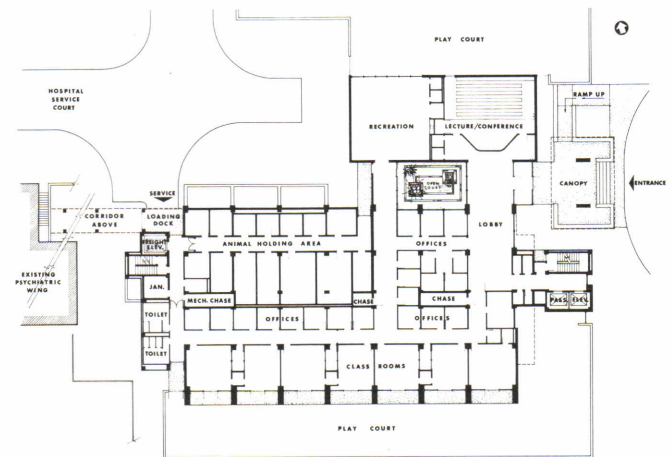 PLAY COURT
HOSPITAL
SERVICE
COURT
RAMP UP
RECREATION
LECTURE/CONFERENCE
SERVICE
OPEN
COURT
CANOPY
ENTRANCE
CORRIDOR
ABOVE
LOADING
DOCK
LOBBY
FREIGHT
ELEV.
ANIMAL HOLDING AREA
OFFICES
EXISTING
PSYCHIATRIC
WING
JAN.
MECH. CHASE
CHASE
CHASE
PASS. ELEV.
TOILET
OFFICES
OFFICES
TOILET
CLASS ROOMS
PLAY COURT